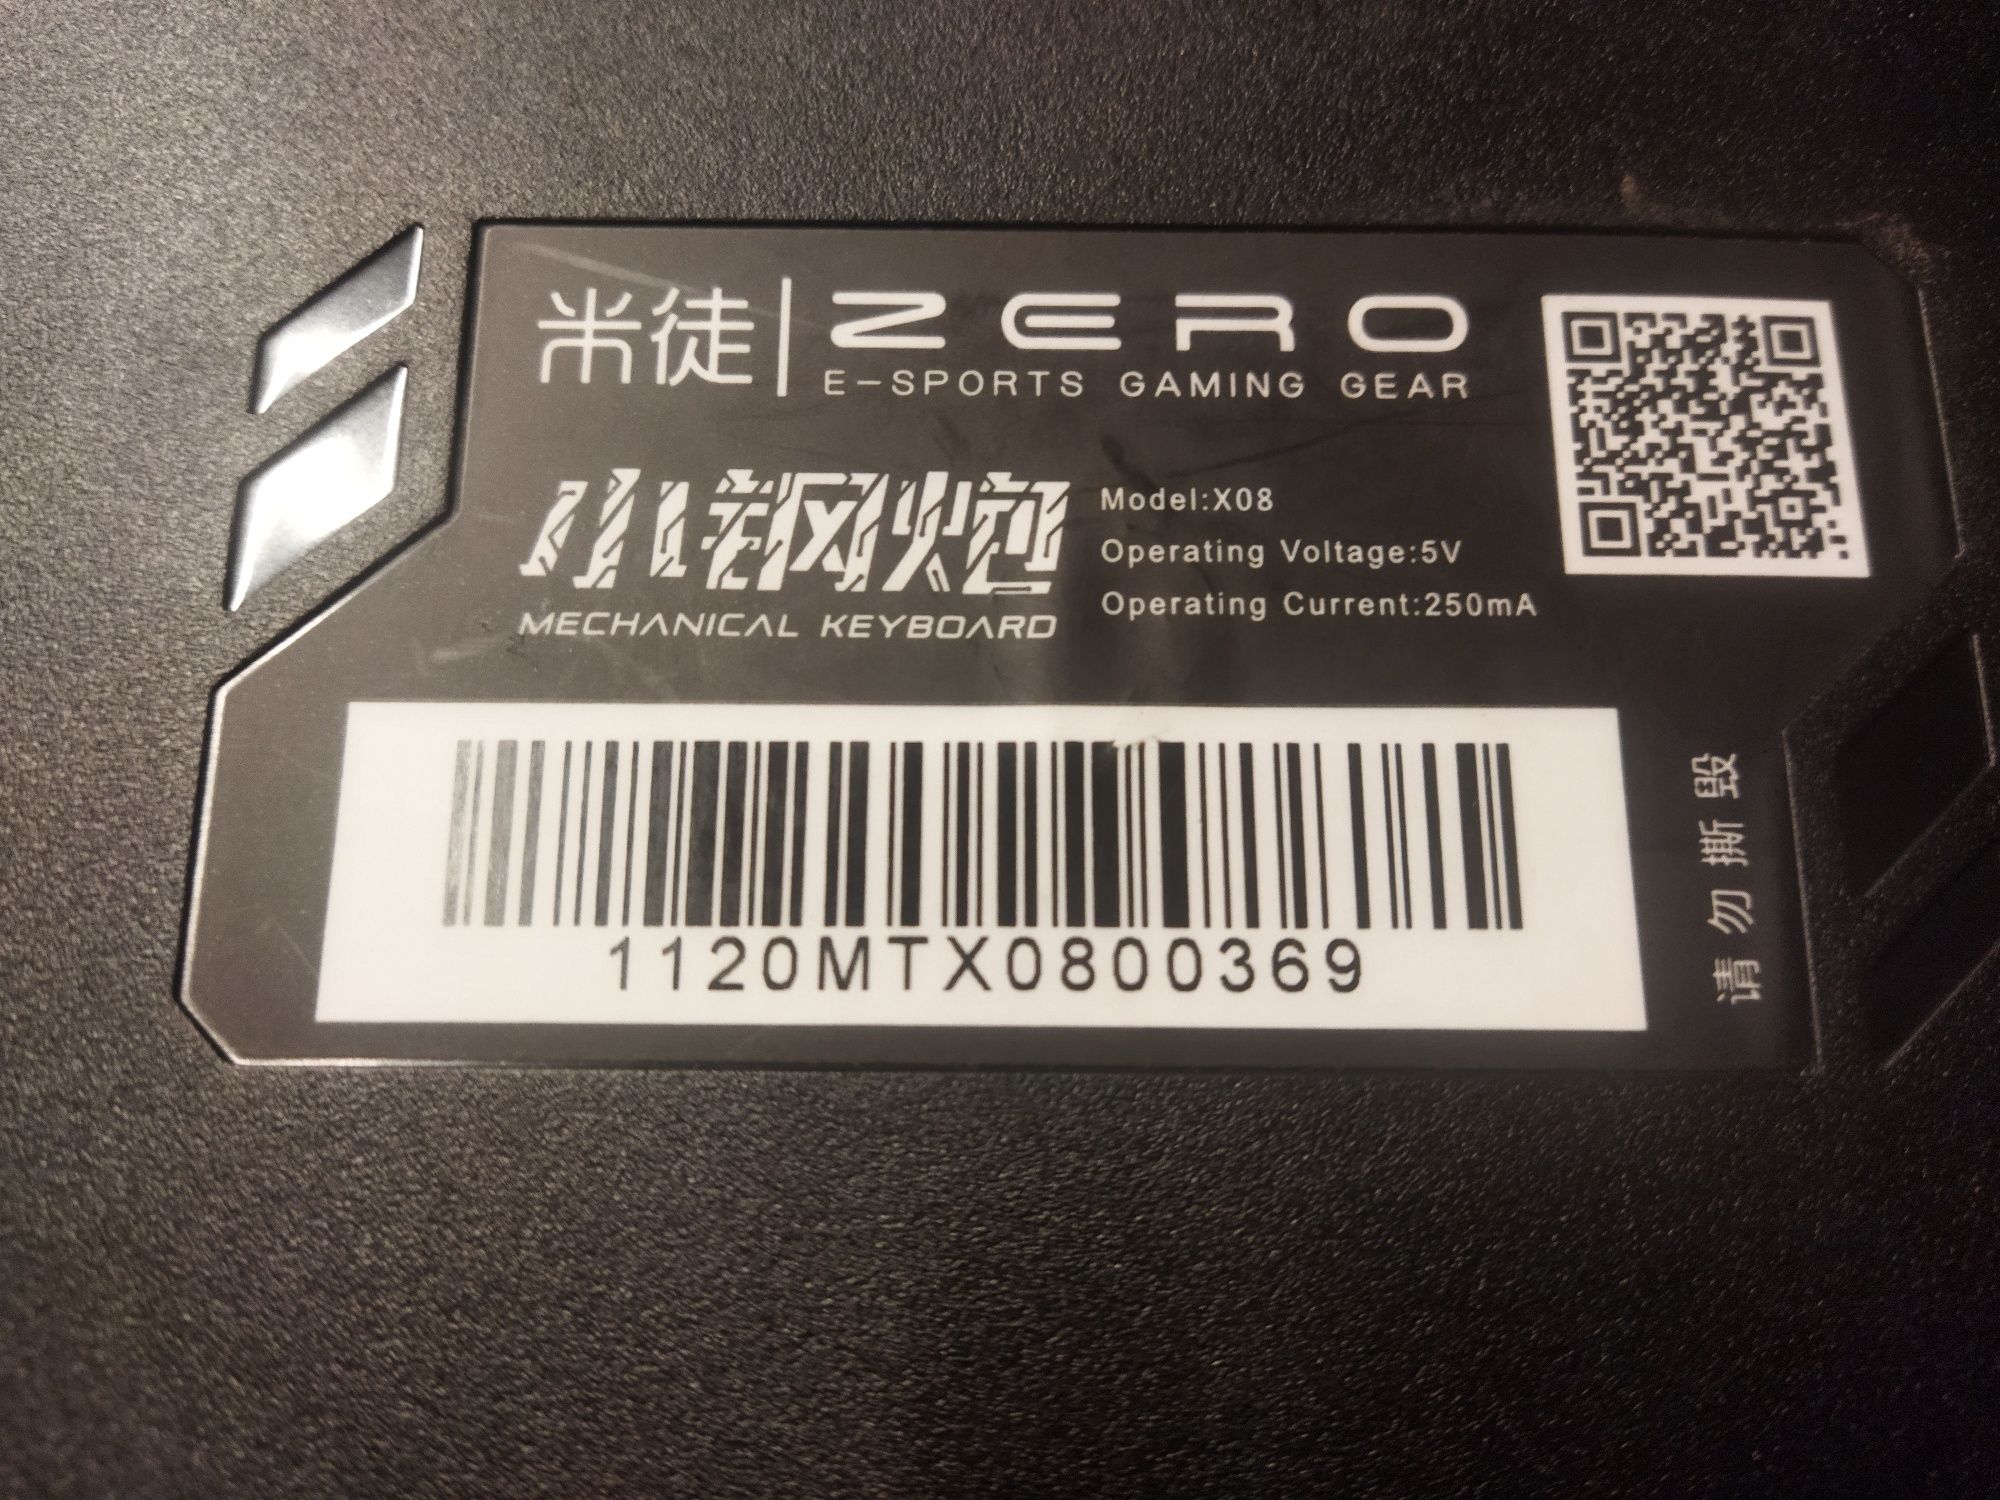 米徒 ZERO
E-SPORTS GAMING GEAR
小钢炮
MECHANICAL KEYBOARD
Model:X08
Operating Voltage:5V
Operating Current:250mA
1120MTX0800369
请勿撕毁